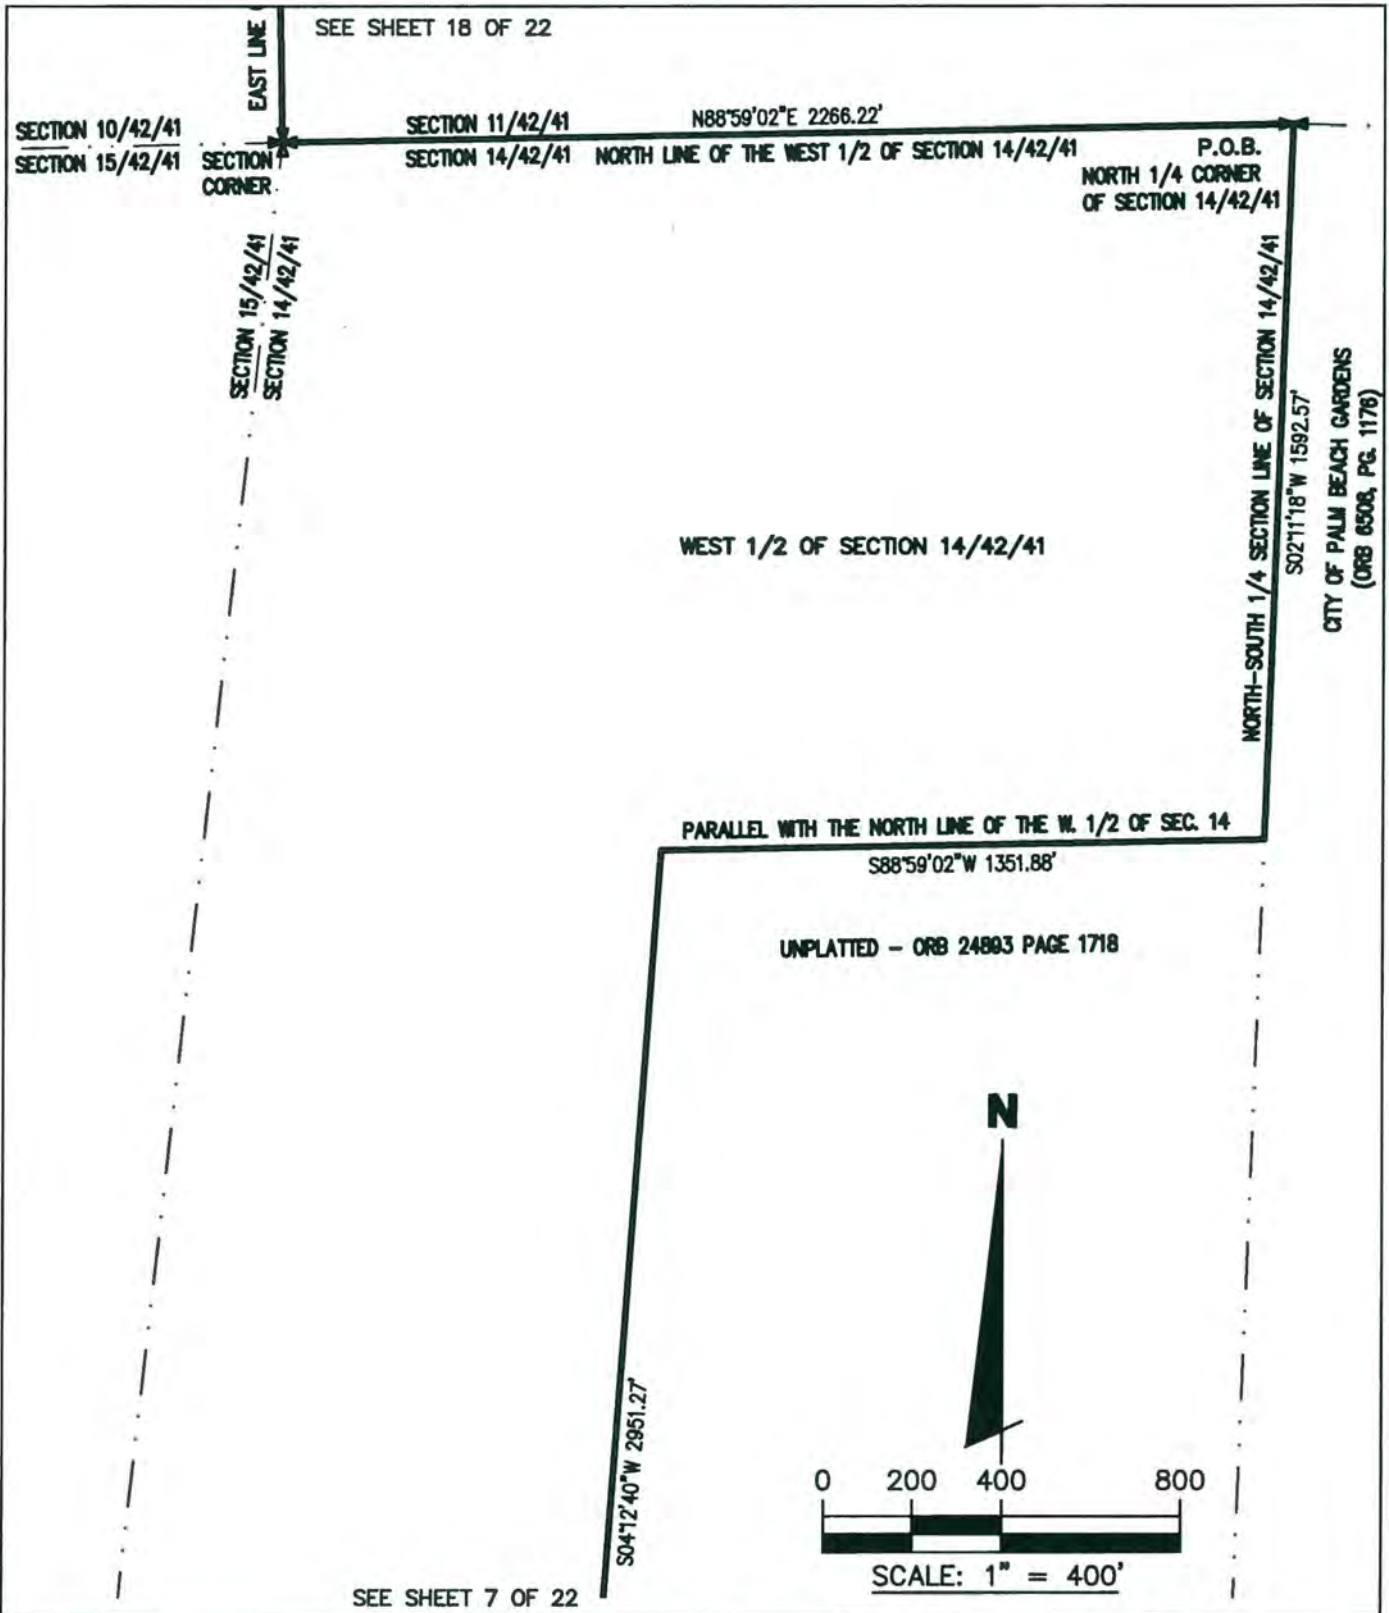 SEE SHEET 18 OF 22
EAST LINE
SECTION 10/42/41
SECTION 15/42/41
SECTION
CORNER
SECTION 11/42/41
SECTION 14/42/41
N88°59'02"E 2266.22'
NORTH LINE OF THE WEST 1/2 OF SECTION 14/42/41
P.O.B.
NORTH 1/4 CORNER
OF SECTION 14/42/41
SECTION 15/42/41
SECTION 14/42/41
NORTH-SOUTH 1/4 SECTION LINE OF SECTION 14/42/41
S02°11'18"W 1592.57'
CITY OF PALM BEACH GARDENS
(ORB 6508, PG. 1176)
WEST 1/2 OF SECTION 14/42/41
PARALLEL WITH THE NORTH LINE OF THE W. 1/2 OF SEC. 14
S88°59'02"W 1351.88'
UNPLATTED - ORB 24893 PAGE 1718
N
S04°12'40"W 2951.27'
0 200 400 800
SCALE: 1" = 400'
SEE SHEET 7 OF 22